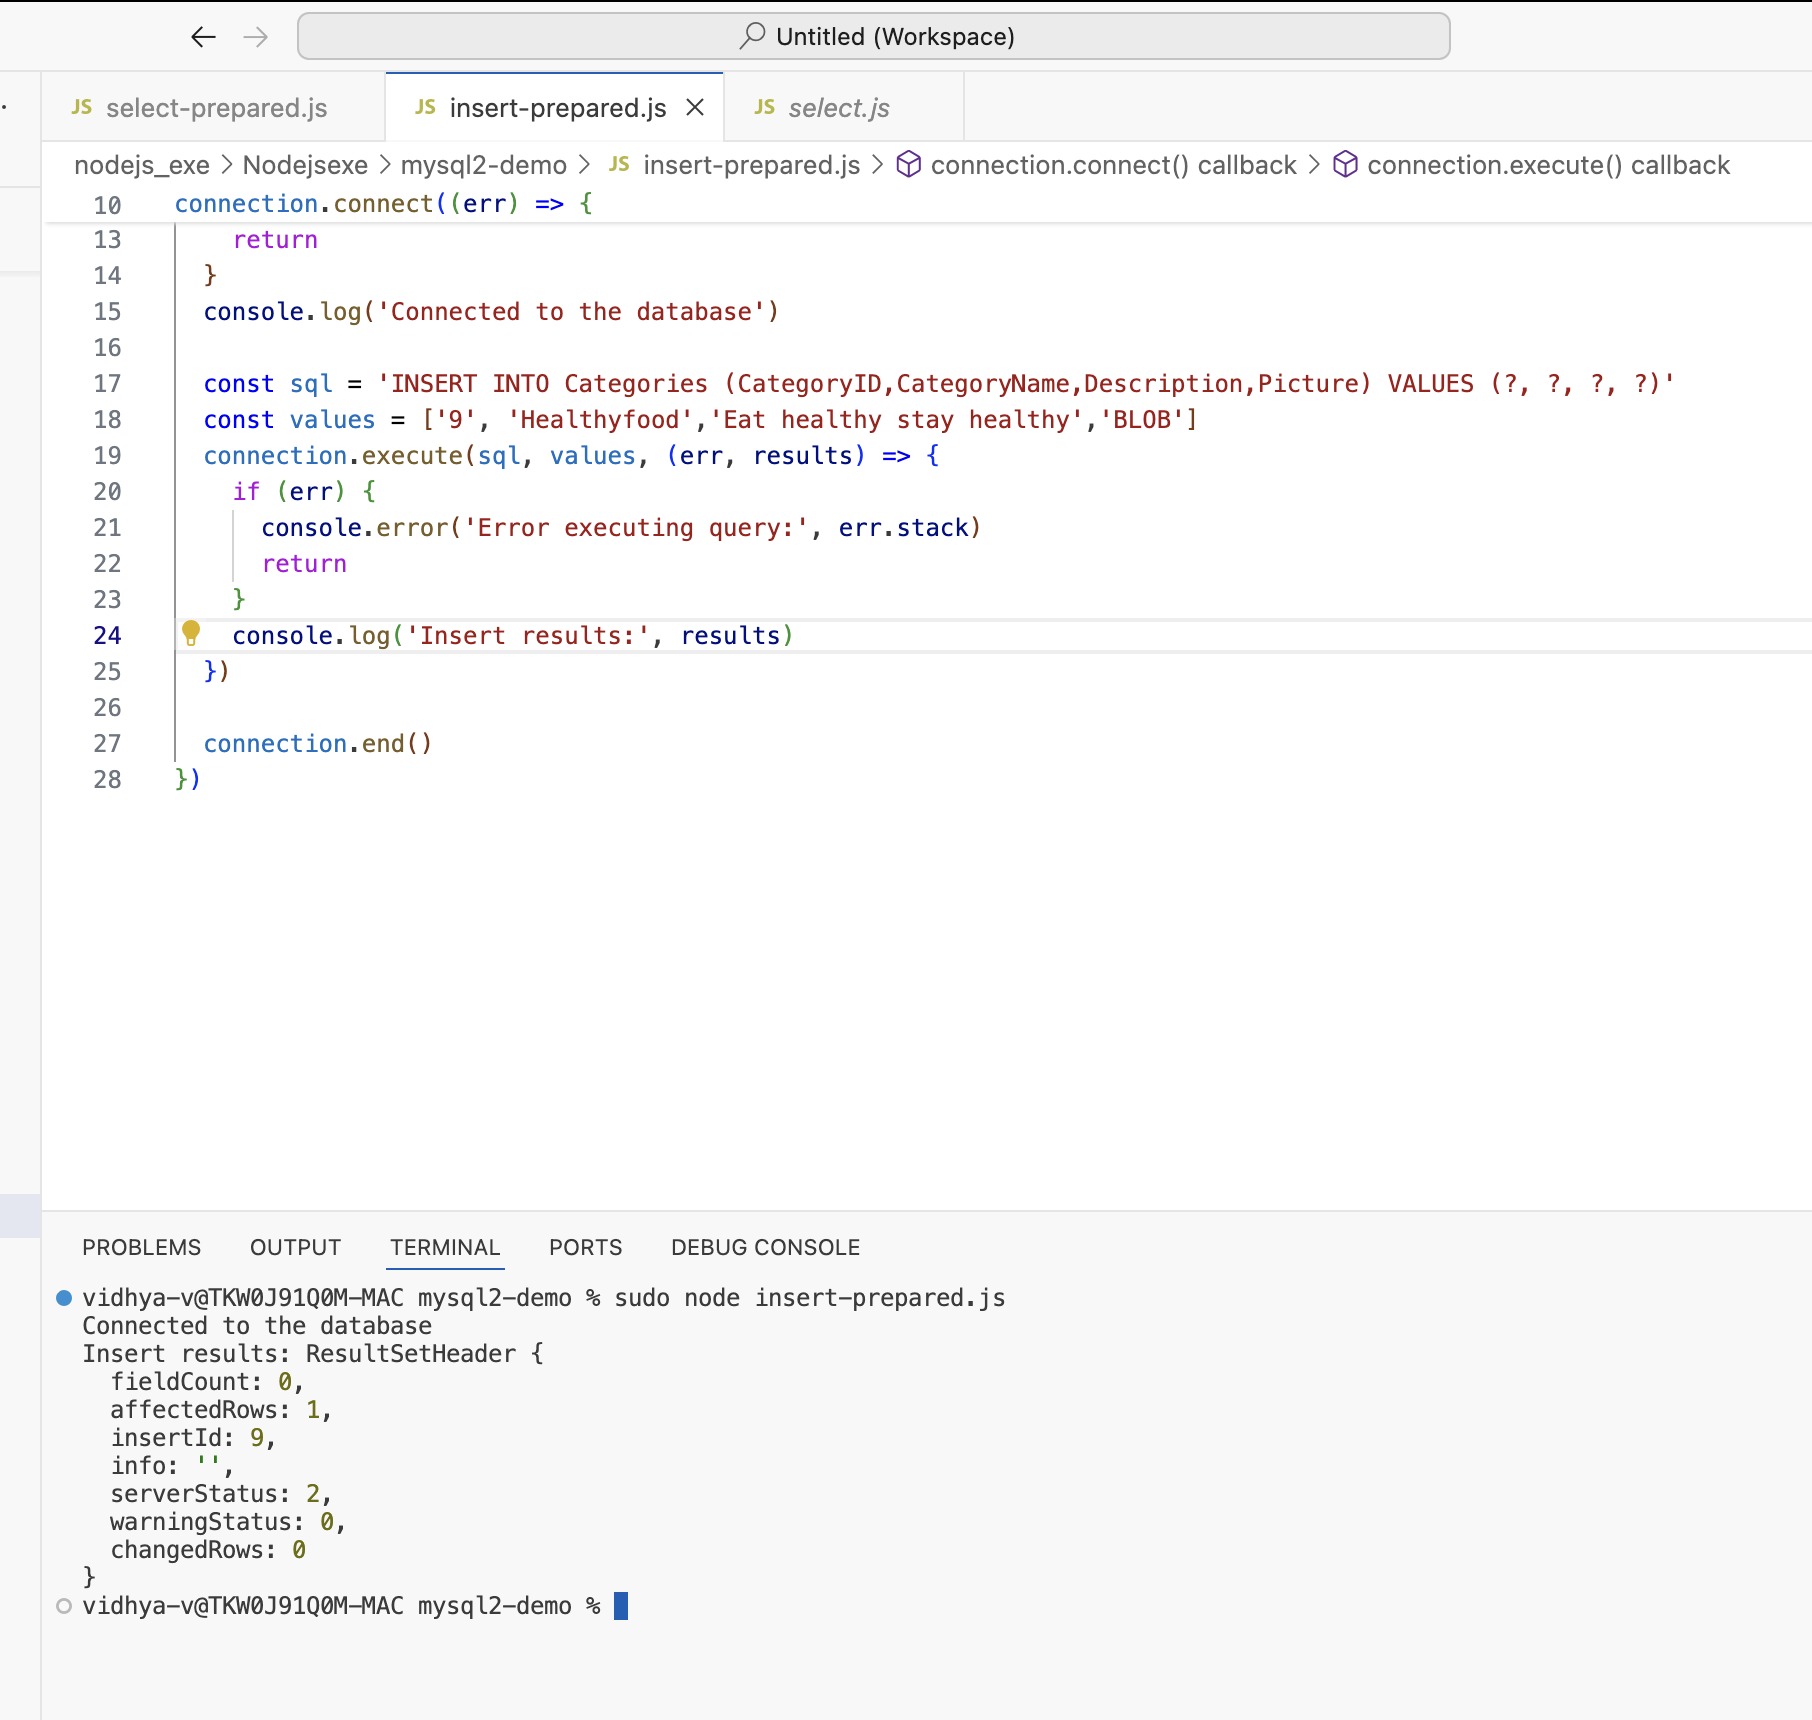 Untitled (Workspace)
JS select-prepared.js JS insert-prepared.js JS select.js
nodejs_exe > Nodejsexe > mysql2-demo > JS insert-prepared.js > connection.connect() callback > connection.execute() callback
10 connection.connect((err) => {
13 return
14 }
15 console.log('Connected to the database')
16
17 const sql = 'INSERT INTO Categories (CategoryID,CategoryName,Description,Picture) VALUES (?, ?, ?, ?)'
18 const values = ['9', 'Healthyfood','Eat healthy stay healthy','BLOB']
19 connection.execute(sql, values, (err, results) => {
20 if (err) {
21 console.error('Error executing query:', err.stack)
22 return
23 }
24 console.log('Insert results:', results)
25 })
26
27 connection.end()
28 })
PROBLEMS OUTPUT TERMINAL PORTS DEBUG CONSOLE
vidhya-v@TKW0J91Q0M-MAC mysql2-demo % sudo node insert-prepared.js
Connected to the database
Insert results: ResultSetHeader {
fieldCount: 0,
affectedRows: 1,
insertId: 9,
info: '',
serverStatus: 2,
warningStatus: 0,
changedRows: 0
}
vidhya-v@TKW0J91Q0M-MAC mysql2-demo %